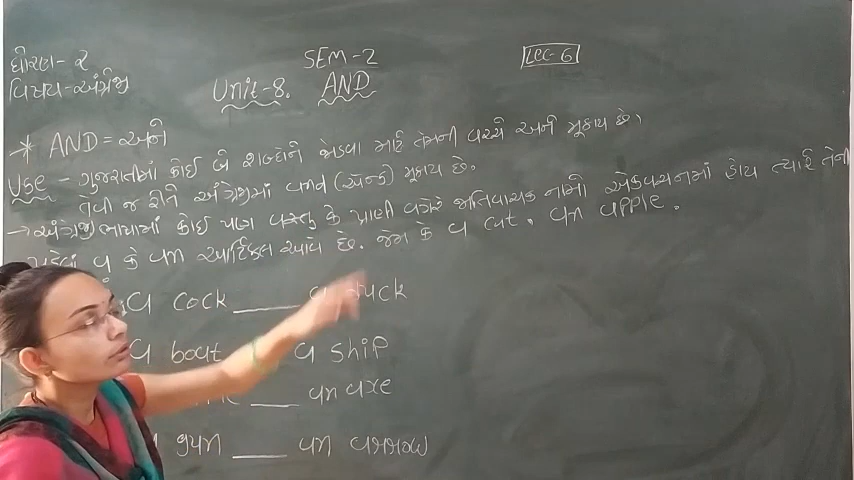 ધોરણ-૨
SEM-2
Lec-6
વિષય-અંગ્રેજી
Unit-8. AND
* AND = અને
Use - ગુજરાતીમાં કોઈ બે શબ્દોને જોડવા માટે તેમની વચ્ચે અને મૂકાય છે.
તેવી જ રીતે અંગ્રેજીમાં and (એન્ડ) મૂકાય છે.
→ અંગ્રેજી ભાષામાં કોઈ પણ વસ્તુ કે પ્રાણી વગેરે જાતિવાચક નામો એકવચનમાં હોય ત્યારે તેની
પહેલાં a કે an આર્ટિકલ આવે છે. જેમ કે a cat. an apple.
a cock ____ a duck
a boat a ship
____ an axe
gun ____ an arrow